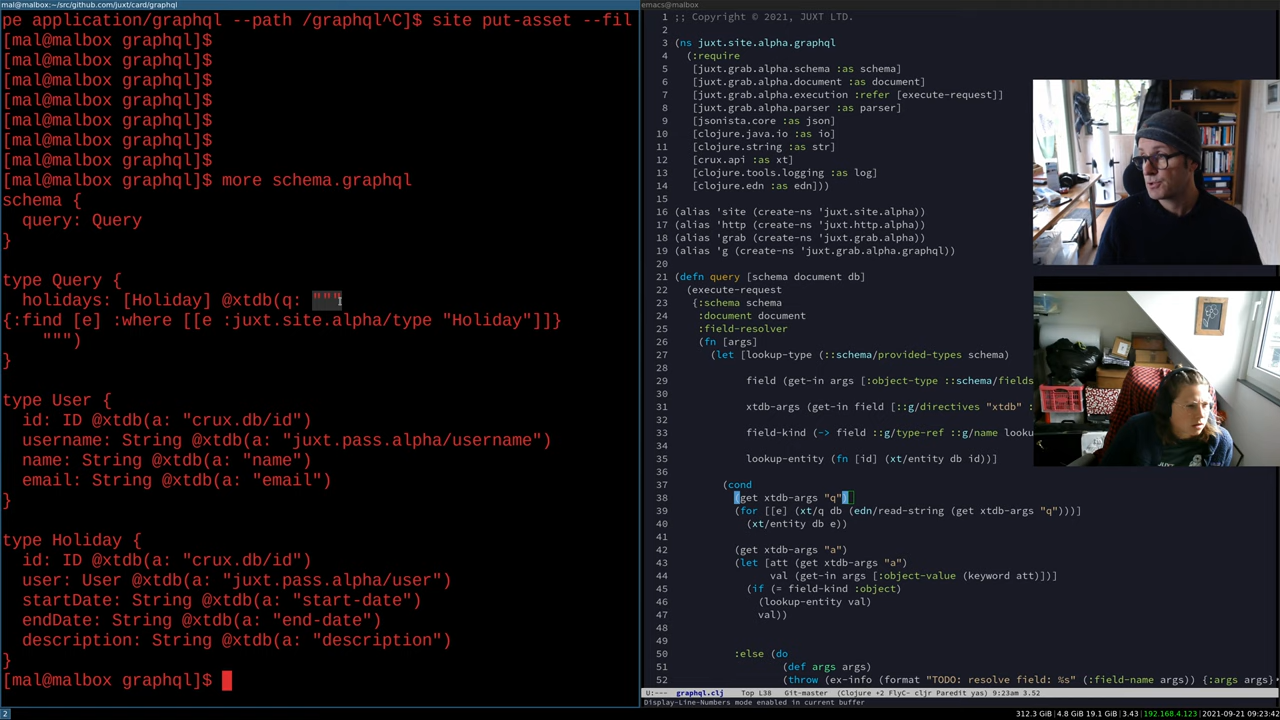 mal@malbox:~/src/github.com/juxt/card/graphql
pe application/graphql --path /graphql^C]$ site put-asset --fil
[mal@malbox graphql]$
[mal@malbox graphql]$
[mal@malbox graphql]$
[mal@malbox graphql]$
[mal@malbox graphql]$
[mal@malbox graphql]$
[mal@malbox graphql]$
[mal@malbox graphql]$ more schema.graphql
schema {
  query: Query
}

type Query {
  holidays: [Holiday] @xtdb(q: """
{:find [e] :where [[e :juxt.site.alpha/type "Holiday"]]}
    """)
}

type User {
  id: ID @xtdb(a: "crux.db/id")
  username: String @xtdb(a: "juxt.pass.alpha/username")
  name: String @xtdb(a: "name")
  email: String @xtdb(a: "email")
}

type Holiday {
  id: ID @xtdb(a: "crux.db/id")
  user: User @xtdb(a: "juxt.pass.alpha/user")
  startDate: String @xtdb(a: "start-date")
  endDate: String @xtdb(a: "end-date")
  description: String @xtdb(a: "description")
}
[mal@malbox graphql]$
emacs@malbox
1 ;; Copyright © 2021, JUXT LTD.
2
3 (ns juxt.site.alpha.graphql
4   (:require
5    [juxt.grab.alpha.schema :as schema]
6    [juxt.grab.alpha.document :as document]
7    [juxt.grab.alpha.execution :refer [execute-request]]
8    [juxt.grab.alpha.parser :as parser]
9    [jsonista.core :as json]
10    [clojure.java.io :as io]
11    [clojure.string :as str]
12    [crux.api :as xt]
13    [clojure.tools.logging :as log]
14    [clojure.edn :as edn]))
15
16 (alias 'site (create-ns 'juxt.site.alpha))
17 (alias 'http (create-ns 'juxt.http.alpha))
18 (alias 'grab (create-ns 'juxt.grab.alpha))
19 (alias 'g (create-ns 'juxt.grab.alpha.graphql))
20
21 (defn query [schema document db]
22   (execute-request
23    {:schema schema
24     :document document
25     :field-resolver
26     (fn [args]
27       (let [lookup-type (::schema/provided-types schema)
28
29             field (get-in args [:object-type ::schema/fields
30
31             xtdb-args (get-in field [::g/directives "xtdb" :
32
33             field-kind (-> field ::g/type-ref ::g/name looku
34
35             lookup-entity (fn [id] (xt/entity db id))]
36
37         (cond
38           (get xtdb-args "q")
39           (for [[e] (xt/q db (edn/read-string (get xtdb-args "q")))]
40             (xt/entity db e))
41
42           (get xtdb-args "a")
43           (let [att (get xtdb-args "a")
44                 val (get-in args [:object-value (keyword att)])]
45             (if (= field-kind :object)
46               (lookup-entity val)
47               val))
48
49
50           :else (do
51                   (def args args)
52                   (throw (ex-info (format "TODO: resolve field: %s" (:field-name args)) {:args args}
U:---  graphql.clj   Top L38   Git-master  (Clojure +2 FlyC- cljr Paredit yas) 9:23am 3.52
Display-Line-Numbers mode enabled in current buffer
2
312.3 GiB | 4.8 GiB 19.1 GiB | 3.43 | 192.168.4.123 | 2021-09-21 09:23:42